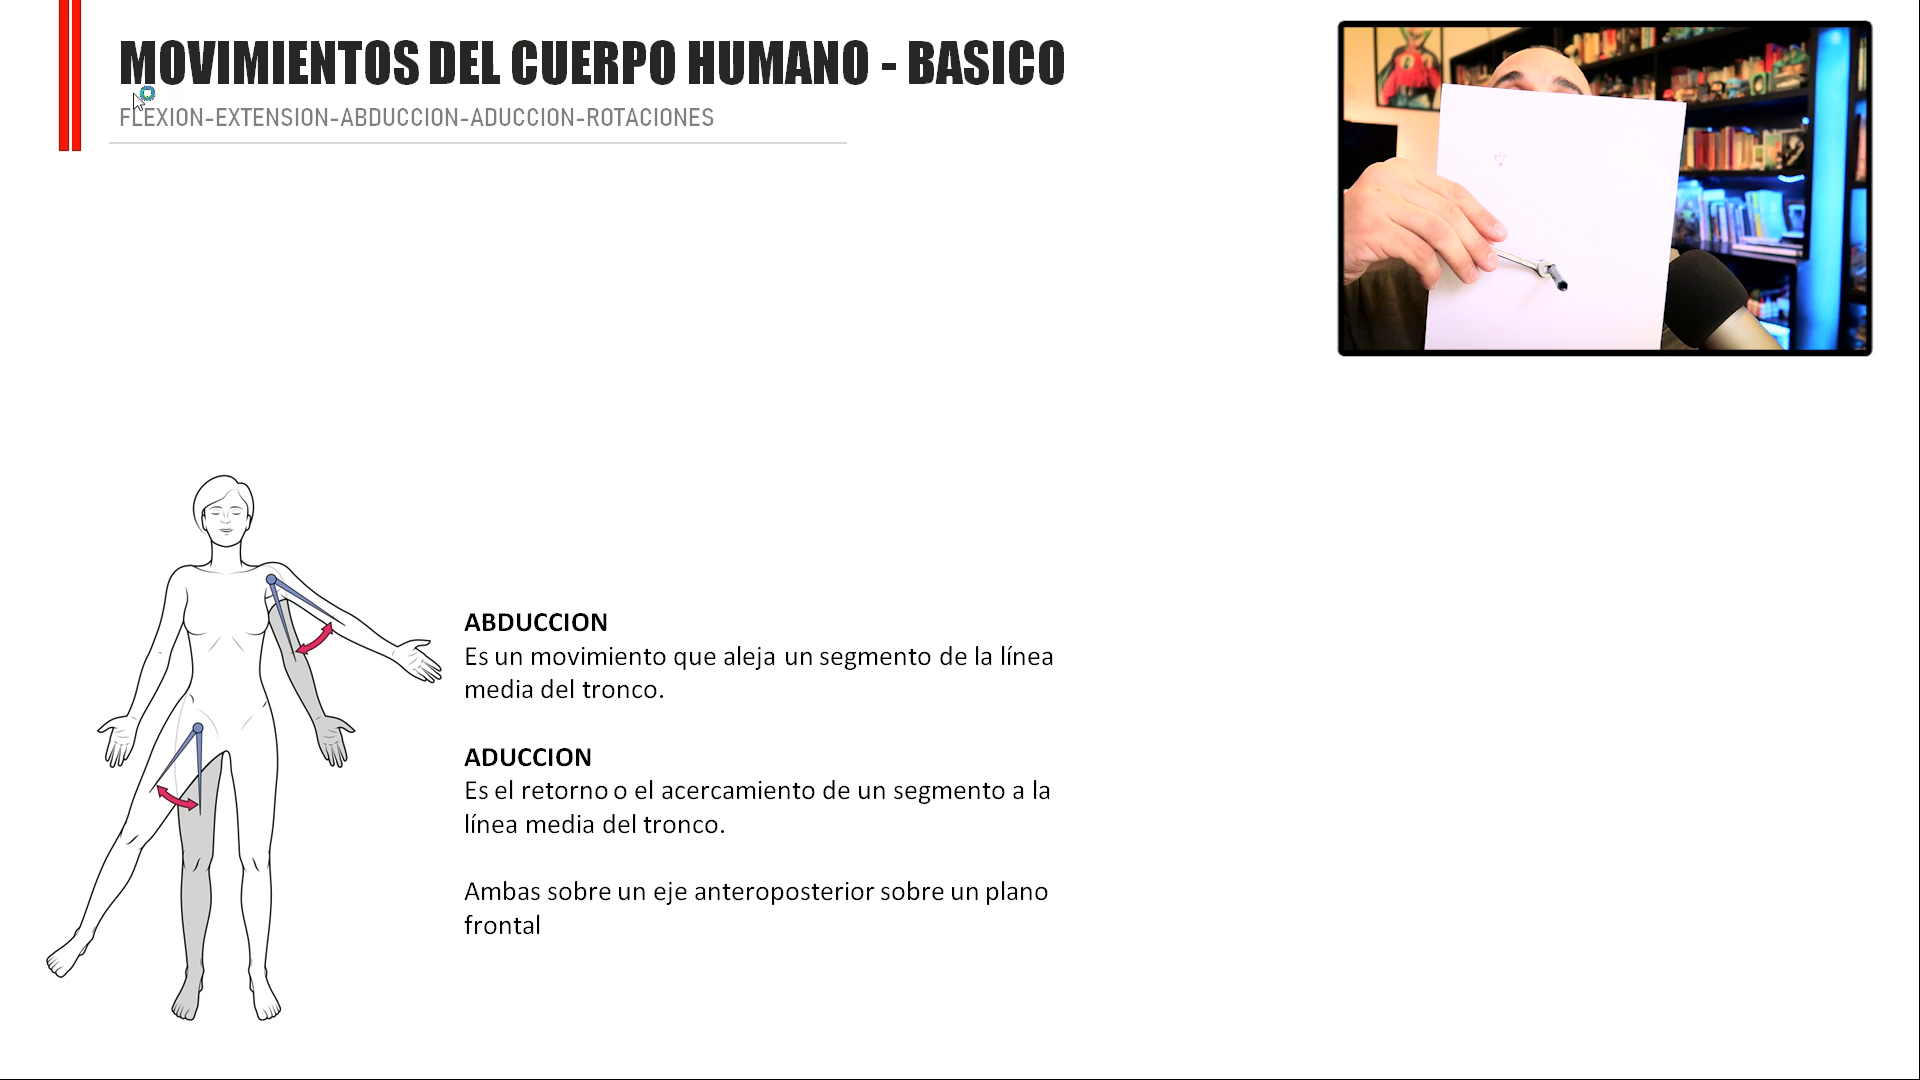 MOVIMIENTOS DEL CUERPO HUMANO - BASICO
FLEXION-EXTENSION-ABDUCCION-ADUCCION-ROTACIONES
ABDUCCION
Es un movimiento que aleja un segmento de la línea
media del tronco.
ADUCCION
Es el retorno o el acercamiento de un segmento a la
línea media del tronco.
Ambas sobre un eje anteroposterior sobre un plano
frontal